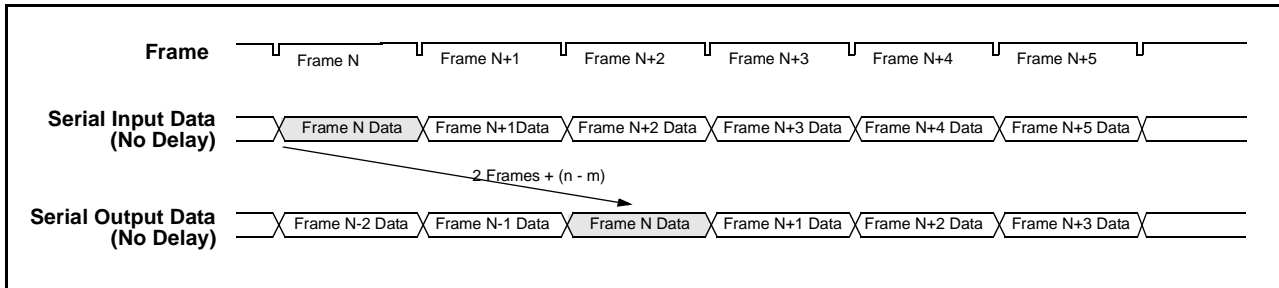 Frame
Frame N Frame N+1 Frame N+2 Frame N+3 Frame N+4 Frame N+5
Serial Input Data
(No Delay)
Frame N Data Frame N+1Data Frame N+2 Data Frame N+3 Data Frame N+4 Data Frame N+5 Data
2 Frames + (n - m)
Serial Output Data
(No Delay)
Frame N-2 Data Frame N-1 Data Frame N Data Frame N+1 Data Frame N+2 Data Frame N+3 Data